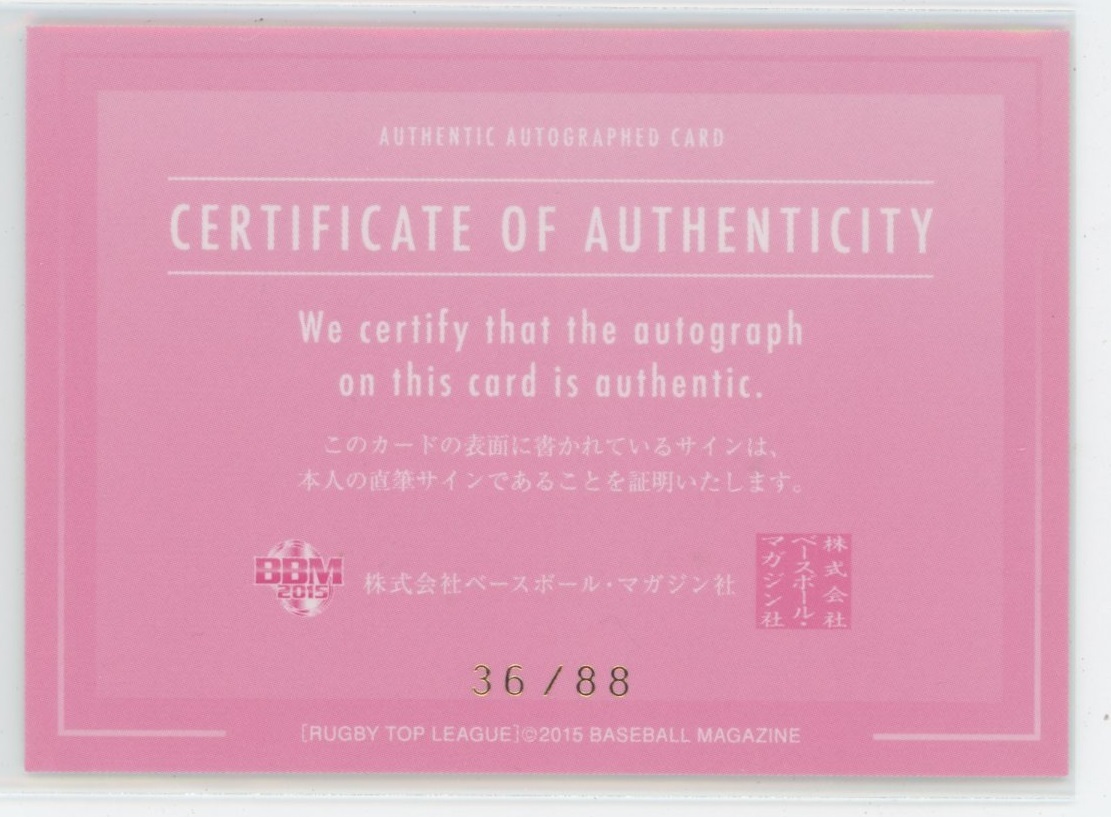 AUTHENTIC AUTOGRAPHED CARD
CERTIFICATE OF AUTHENTICITY
We certify that the autograph
on this card is authentic.
このカードの表面に書かれているサインは、
本人の直筆サインであることを証明いたします。
BBM
2015
株式会社ベースボール・マガジン社
株式会社
ベースボール・
マガジン社
36/88
[RUGBY TOP LEAGUE]©2015 BASEBALL MAGAZINE